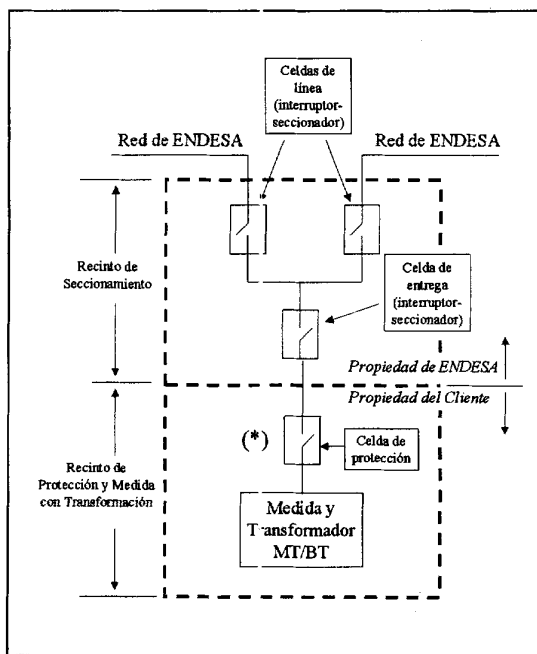 Celdas de
línea
(interruptor-
seccionador)
Red de ENDESA
Red de ENDESA
Recinto de
Seccionamiento
Celda de
entrega
(interruptor-
seccionador)
Propiedad de ENDESA
Propiedad del Cliente
(*)
Celda de
protección
Recinto de
Protección y Medida
con Transformación
Medida y
Transformador
MT/BT